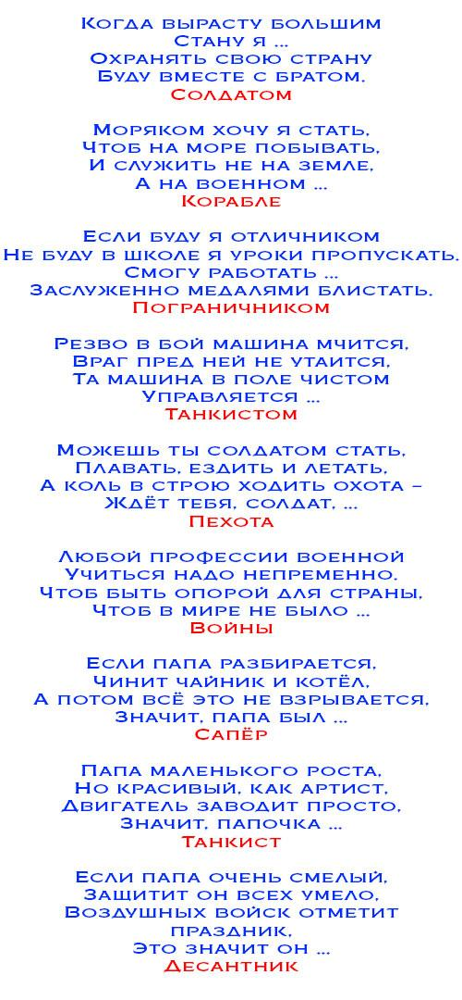 Когда вырасту большим
Стану я ...
Охранять свою страну
Буду вместе с братом.
Солдатом
Моряком хочу я стать,
Чтоб на море побывать,
И служить не на земле,
А на военном ...
Корабле
Если буду я отличником
Не буду в школе я уроки пропускать.
Смогу работать ...
Заслуженно медалями блистать.
Пограничником
Резво в бой машина мчится,
Враг пред ней не утаится,
Та машина в поле чистом
Управляется ...
Танкистом
Можешь ты солдатом стать,
Плавать, ездить и летать,
А коль в строю ходить охота –
Ждёт тебя, солдат, ...
Пехота
Любой профессии военной
Учиться надо непременно.
Чтоб быть опорой для страны,
Чтоб в мире не было ...
Войны
Если папа разбирается,
Чинит чайник и котёл,
А потом всё это не взрывается,
Значит, папа был ...
Сапёр
Папа маленького роста,
Но красивый, как артист,
Двигатель заводит просто,
Значит, папочка ...
Танкист
Если папа очень смелый,
Защитит он всех умело,
Воздушных войск отметит
праздник,
Это значит он ...
Десантник